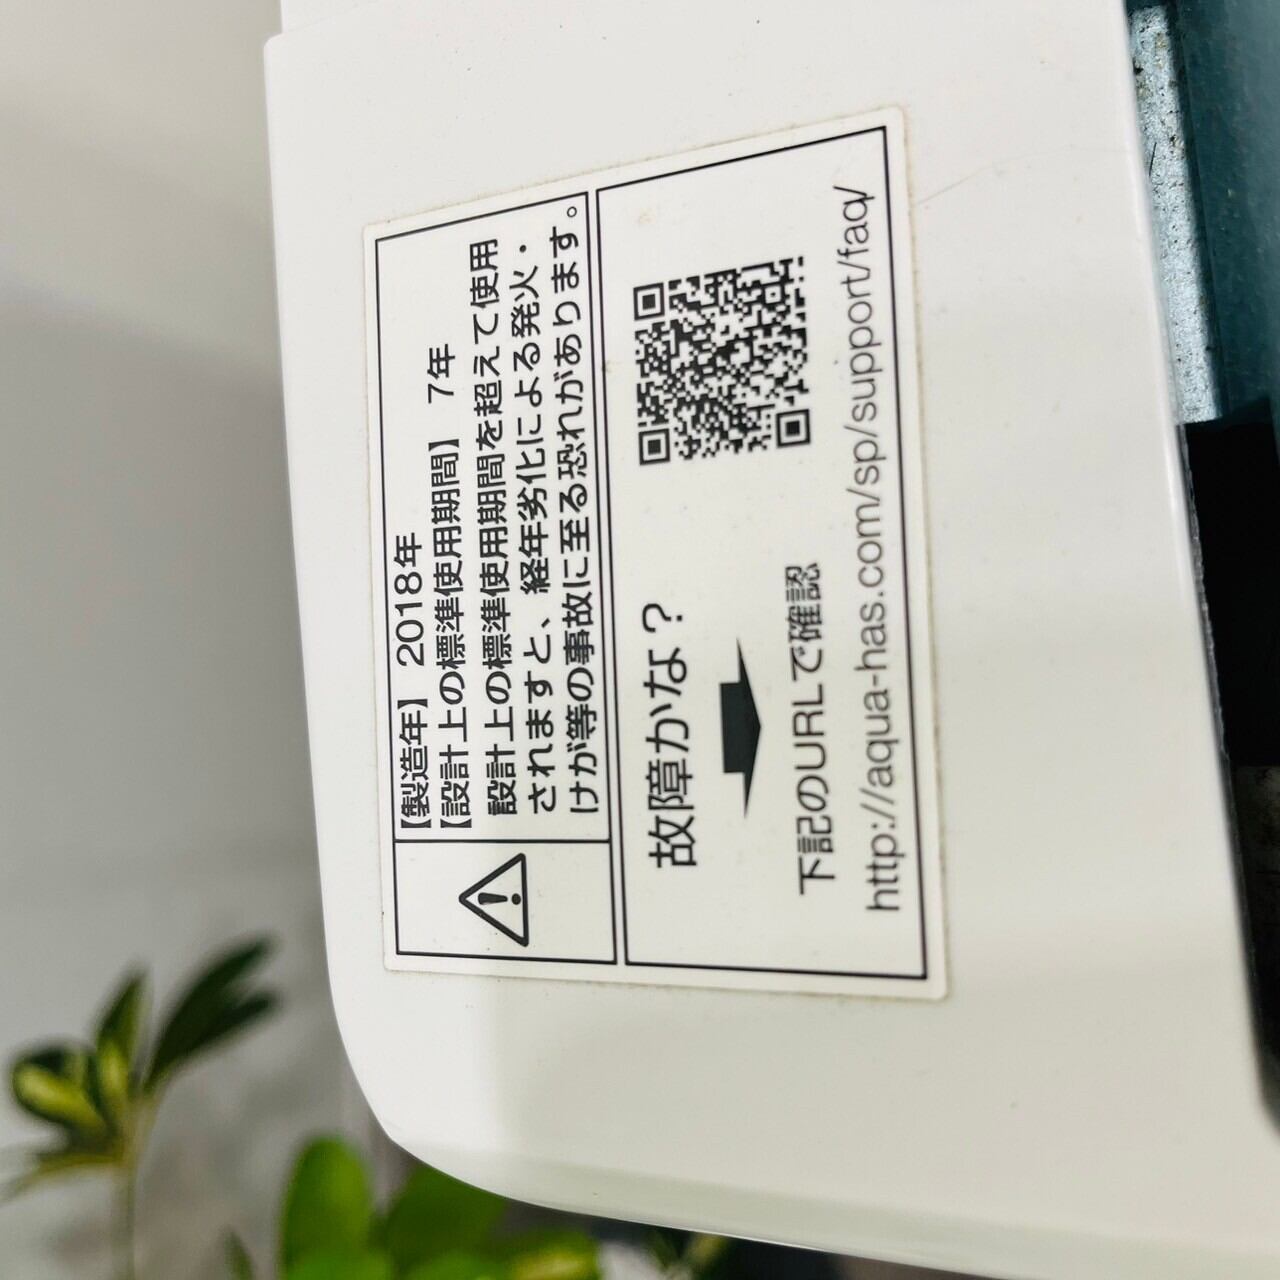 【製造年】 2018年
【設計上の標準使用期間】 7年
設計上の標準使用期間を超えて使用
されますと、経年劣化による発火・
けが等の事故に至る恐れがあります。
故障かな？
下記のURLで確認
http://aqua-has.com/sp/support/faq/